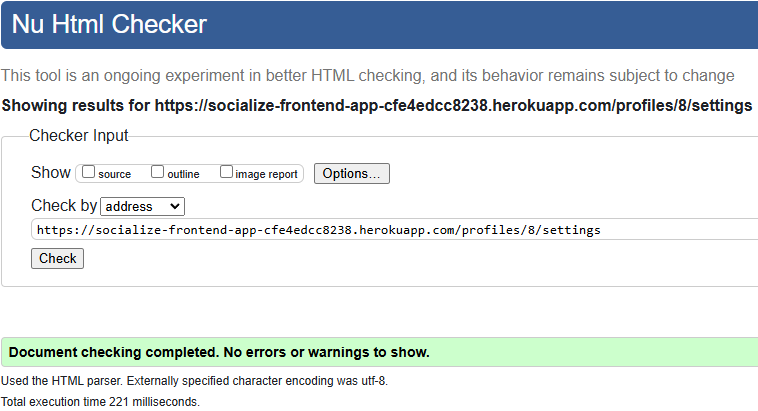 Nu Html Checker
This tool is an ongoing experiment in better HTML checking, and its behavior remains subject to change
Showing results for https://socialize-frontend-app-cfe4edcc8238.herokuapp.com/profiles/8/settings
Checker Input
Show source outline image report Options...
Check by address
https://socialize-frontend-app-cfe4edcc8238.herokuapp.com/profiles/8/settings
Check
Document checking completed. No errors or warnings to show.
Used the HTML parser. Externally specified character encoding was utf-8.
Total execution time 221 milliseconds.